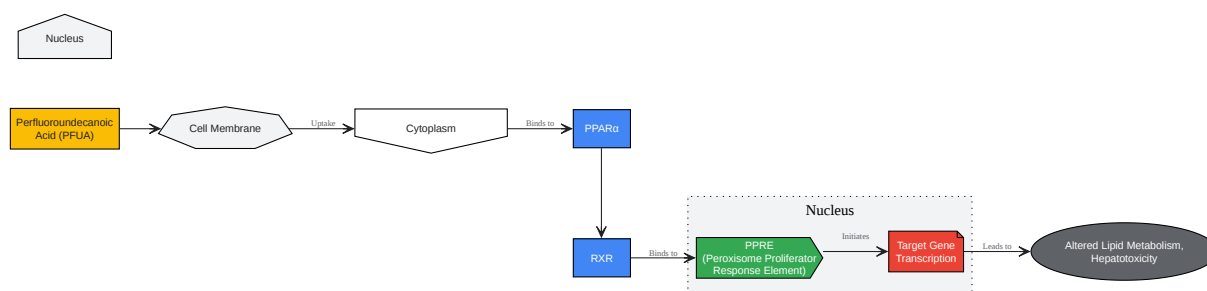 Nucleus
Perfluoroundecanoic
Acid (PFUA)
Cell Membrane
Uptake
Cytoplasm
Binds to
PPARα
RXR
Binds to
Nucleus
PPRE
(Peroxisome Proliferator
Response Element)
Initiates
Target Gene
Transcription
Leads to
Altered Lipid Metabolism,
Hepatotoxicity